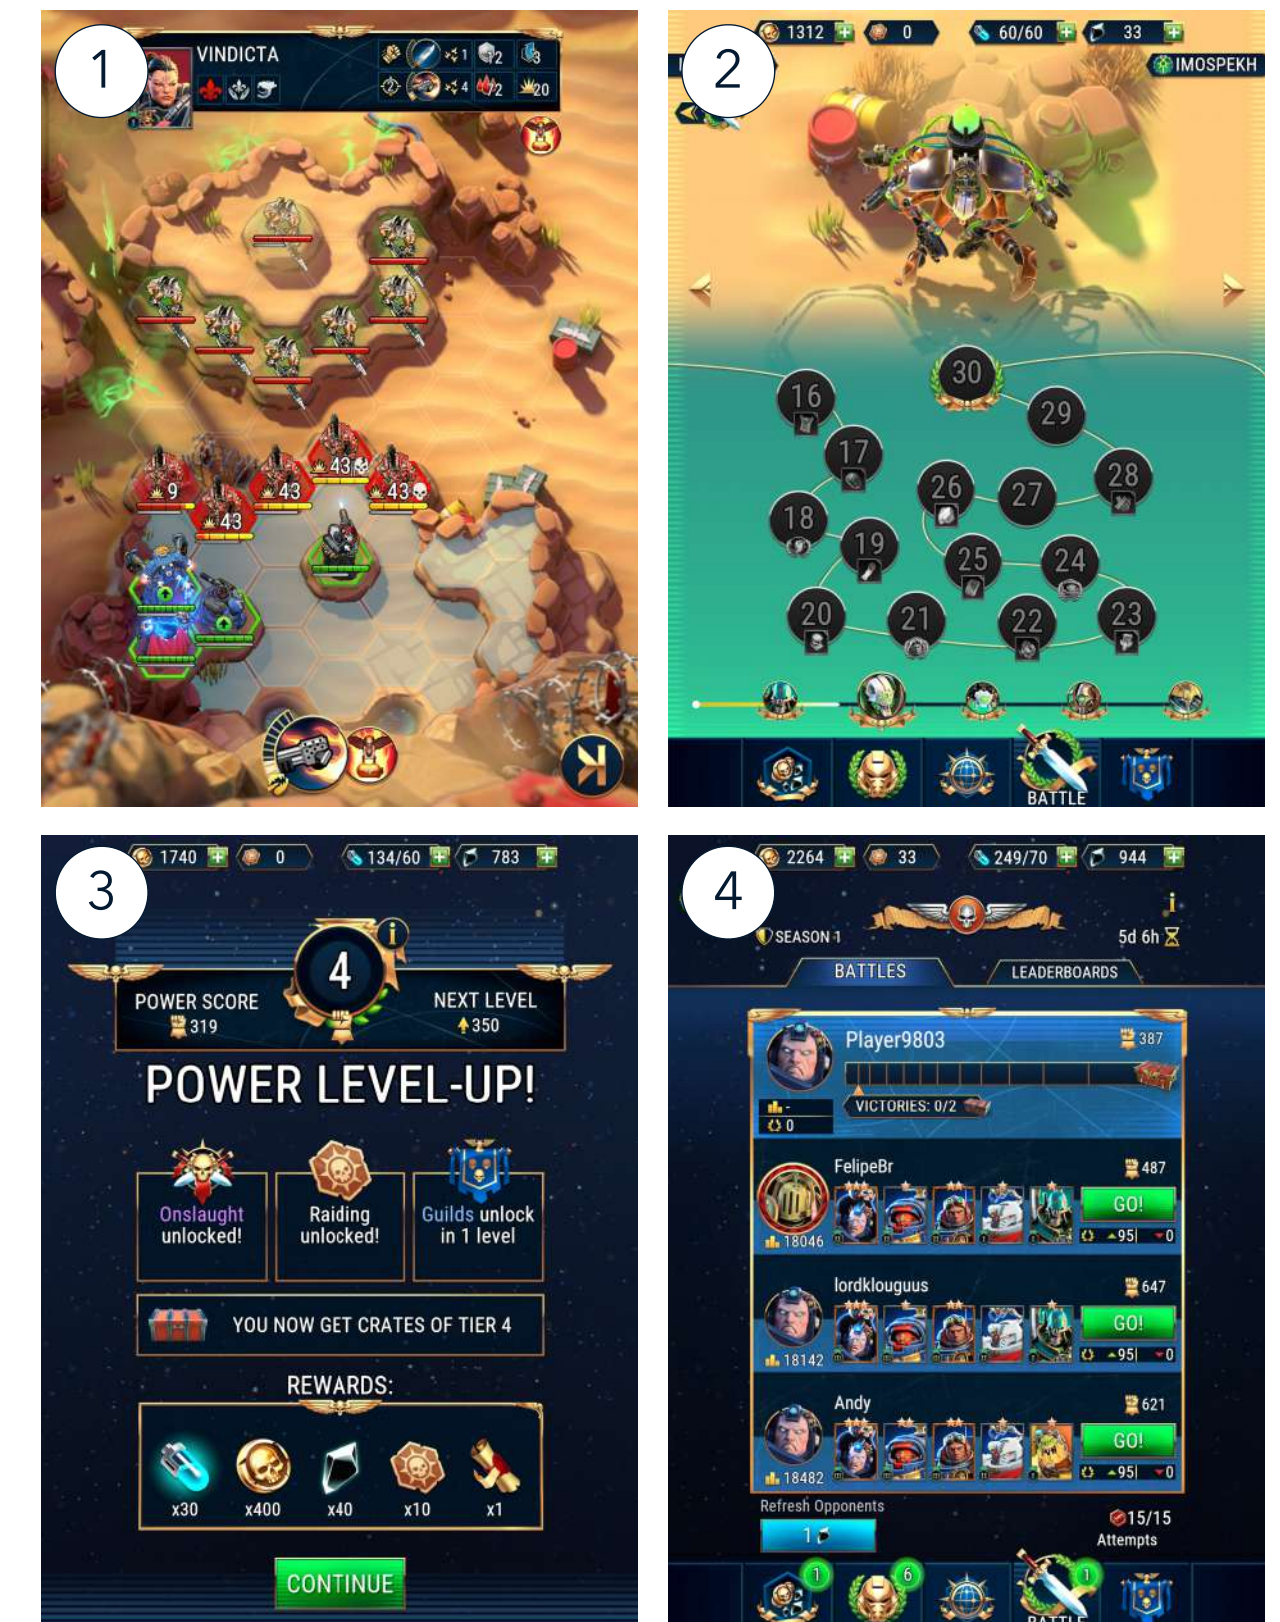 1
VINDICTA
1
2
3
2
4
72
20
9
43
43
43
43
2
1312
0
60/60
33
IMOSPEKH
30
16
29
17
28
26
27
18
19
25
24
20
21
22
23
BATTLE
3
1740
0
134/60
783
4
i
POWER SCORE
319
NEXT LEVEL
350
POWER LEVEL-UP!
Onslaught
unlocked!
Raiding
unlocked!
Guilds unlock
in 1 level
YOU NOW GET CRATES OF TIER 4
REWARDS:
x30
x400
x40
x10
x1
CONTINUE
4
2264
33
249/70
944
i
SEASON 1
5d 6h
BATTLES
LEADERBOARDS
Player9803
387
VICTORIES: 0/2
-
0
FelipeBr
487
GO!
18046
95
0
lordklouguus
647
GO!
18142
95
0
Andy
621
GO!
18482
95
0
Refresh Opponents
15/15
1
Attempts
1
6
1
BATTLE